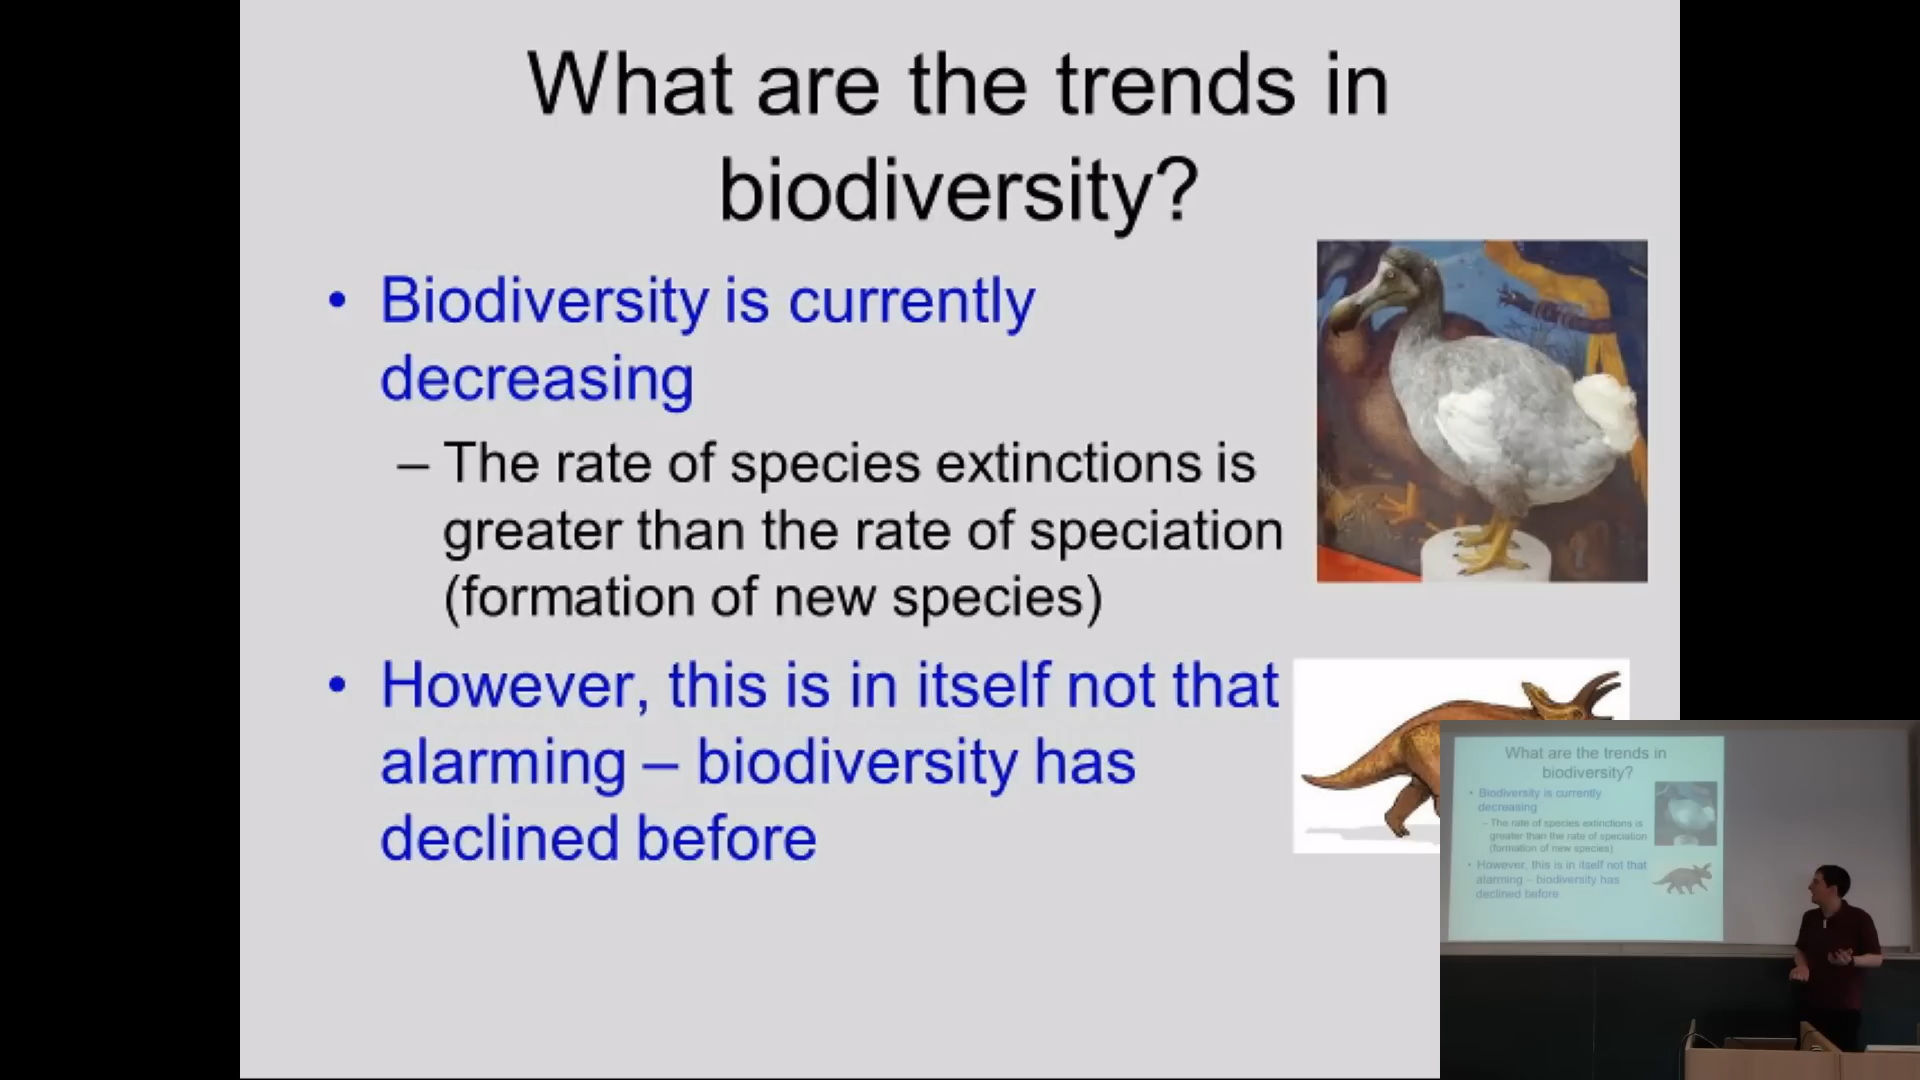 What are the trends in
biodiversity?
• Biodiversity is currently
decreasing
– The rate of species extinctions is
greater than the rate of speciation
(formation of new species)
• However, this is in itself not that
alarming – biodiversity has
declined before
What are the trends in
biodiversity?
• Biodiversity is currently
decreasing
– The rate of species extinctions is
greater than the rate of speciation
(formation of new species)
• However, this is in itself not that
alarming – biodiversity has
declined before